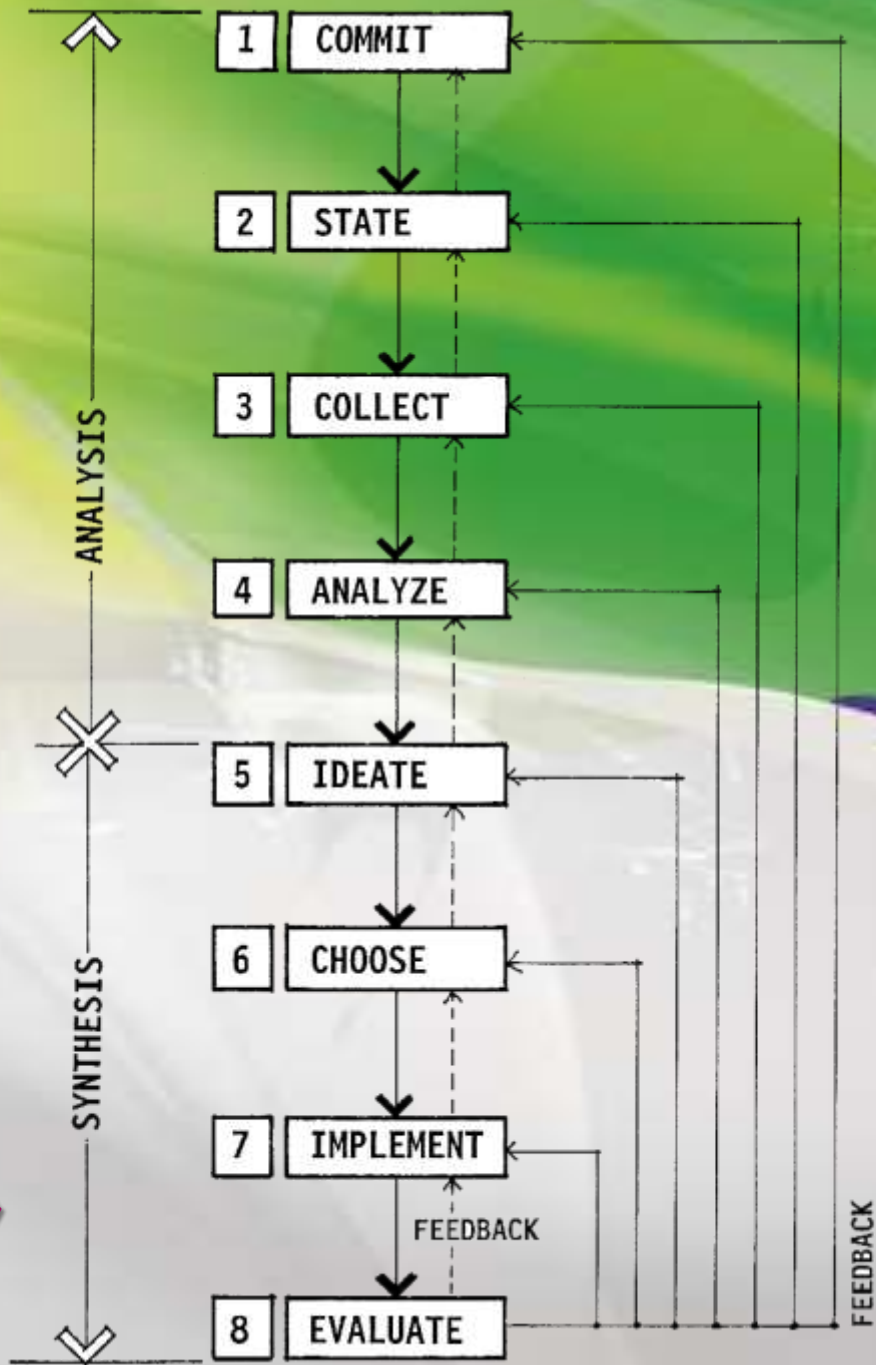 1 COMMIT
2 STATE
3 COLLECT
ANALYSIS
4 ANALYZE
5 IDEATE
6 CHOOSE
SYNTHESIS
7 IMPLEMENT
FEEDBACK
8 EVALUATE
FEEDBACK